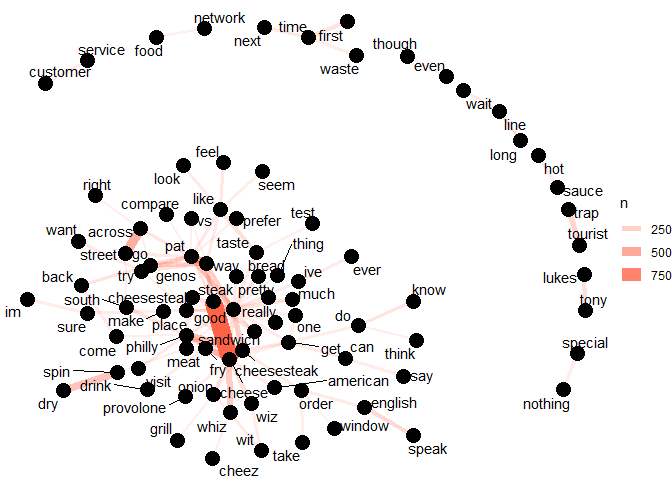 network
time
first
next
service
food
waste
though
customer
even
wait
line
long
hot
feel
look
seem
sauce
right
compare
like
n
trap
vs
prefer
test
250
want
across
tourist
pat
taste
thing
500
street
go
try
genos
way
bread
ive
ever
lukes
750
back
south
cheesesteak
steak
pretty
much
know
tony
im
sure
make
place
good
really
one
do
come
philly
sandwich
get
can
think
special
meat
spin
fry
cheesesteak
say
drink
visit
american
dry
onion
cheese
english
nothing
provolone
order
wiz
whiz
grill
wit
window
speak
take
cheez